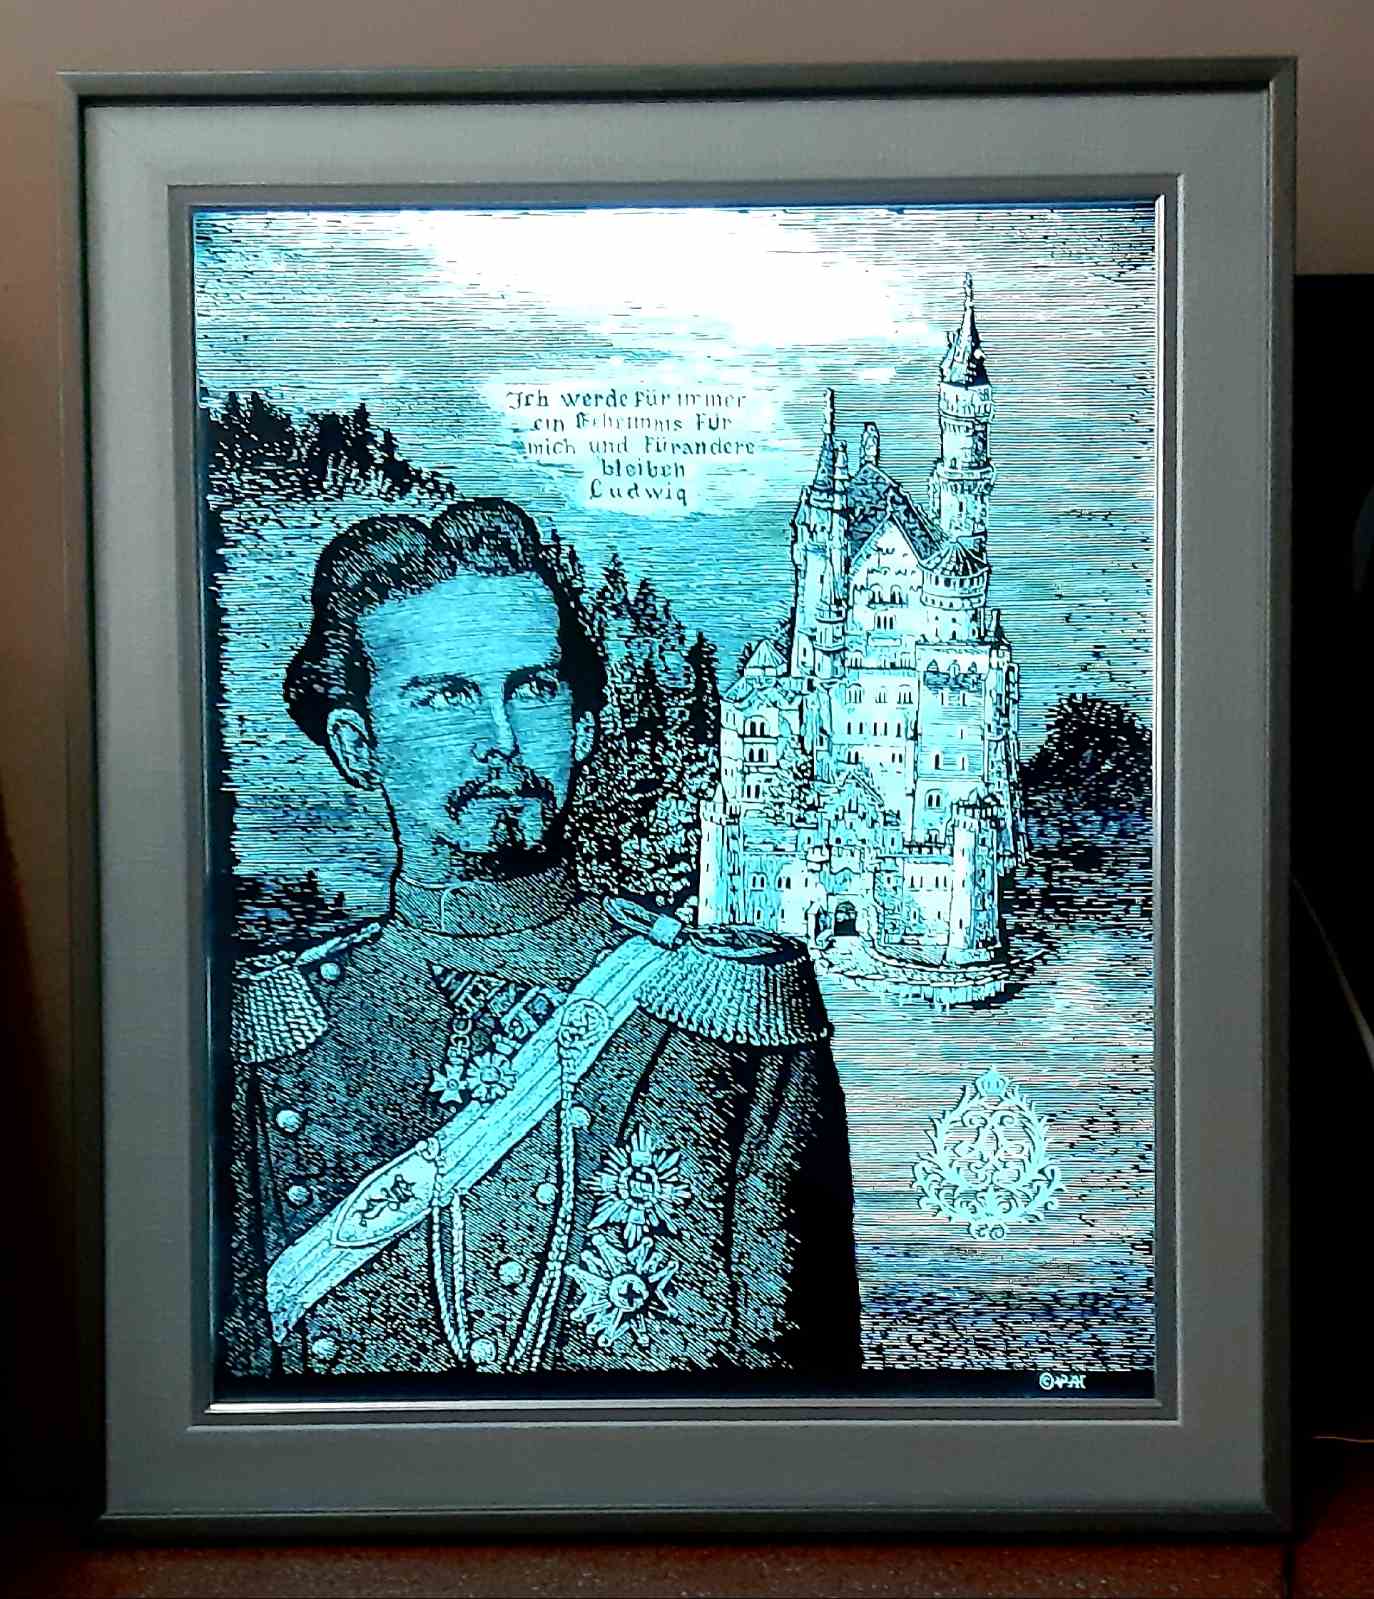 Ich werde für immer
ein Geheimnis für
mich und für andere
bleiben
Ludwig